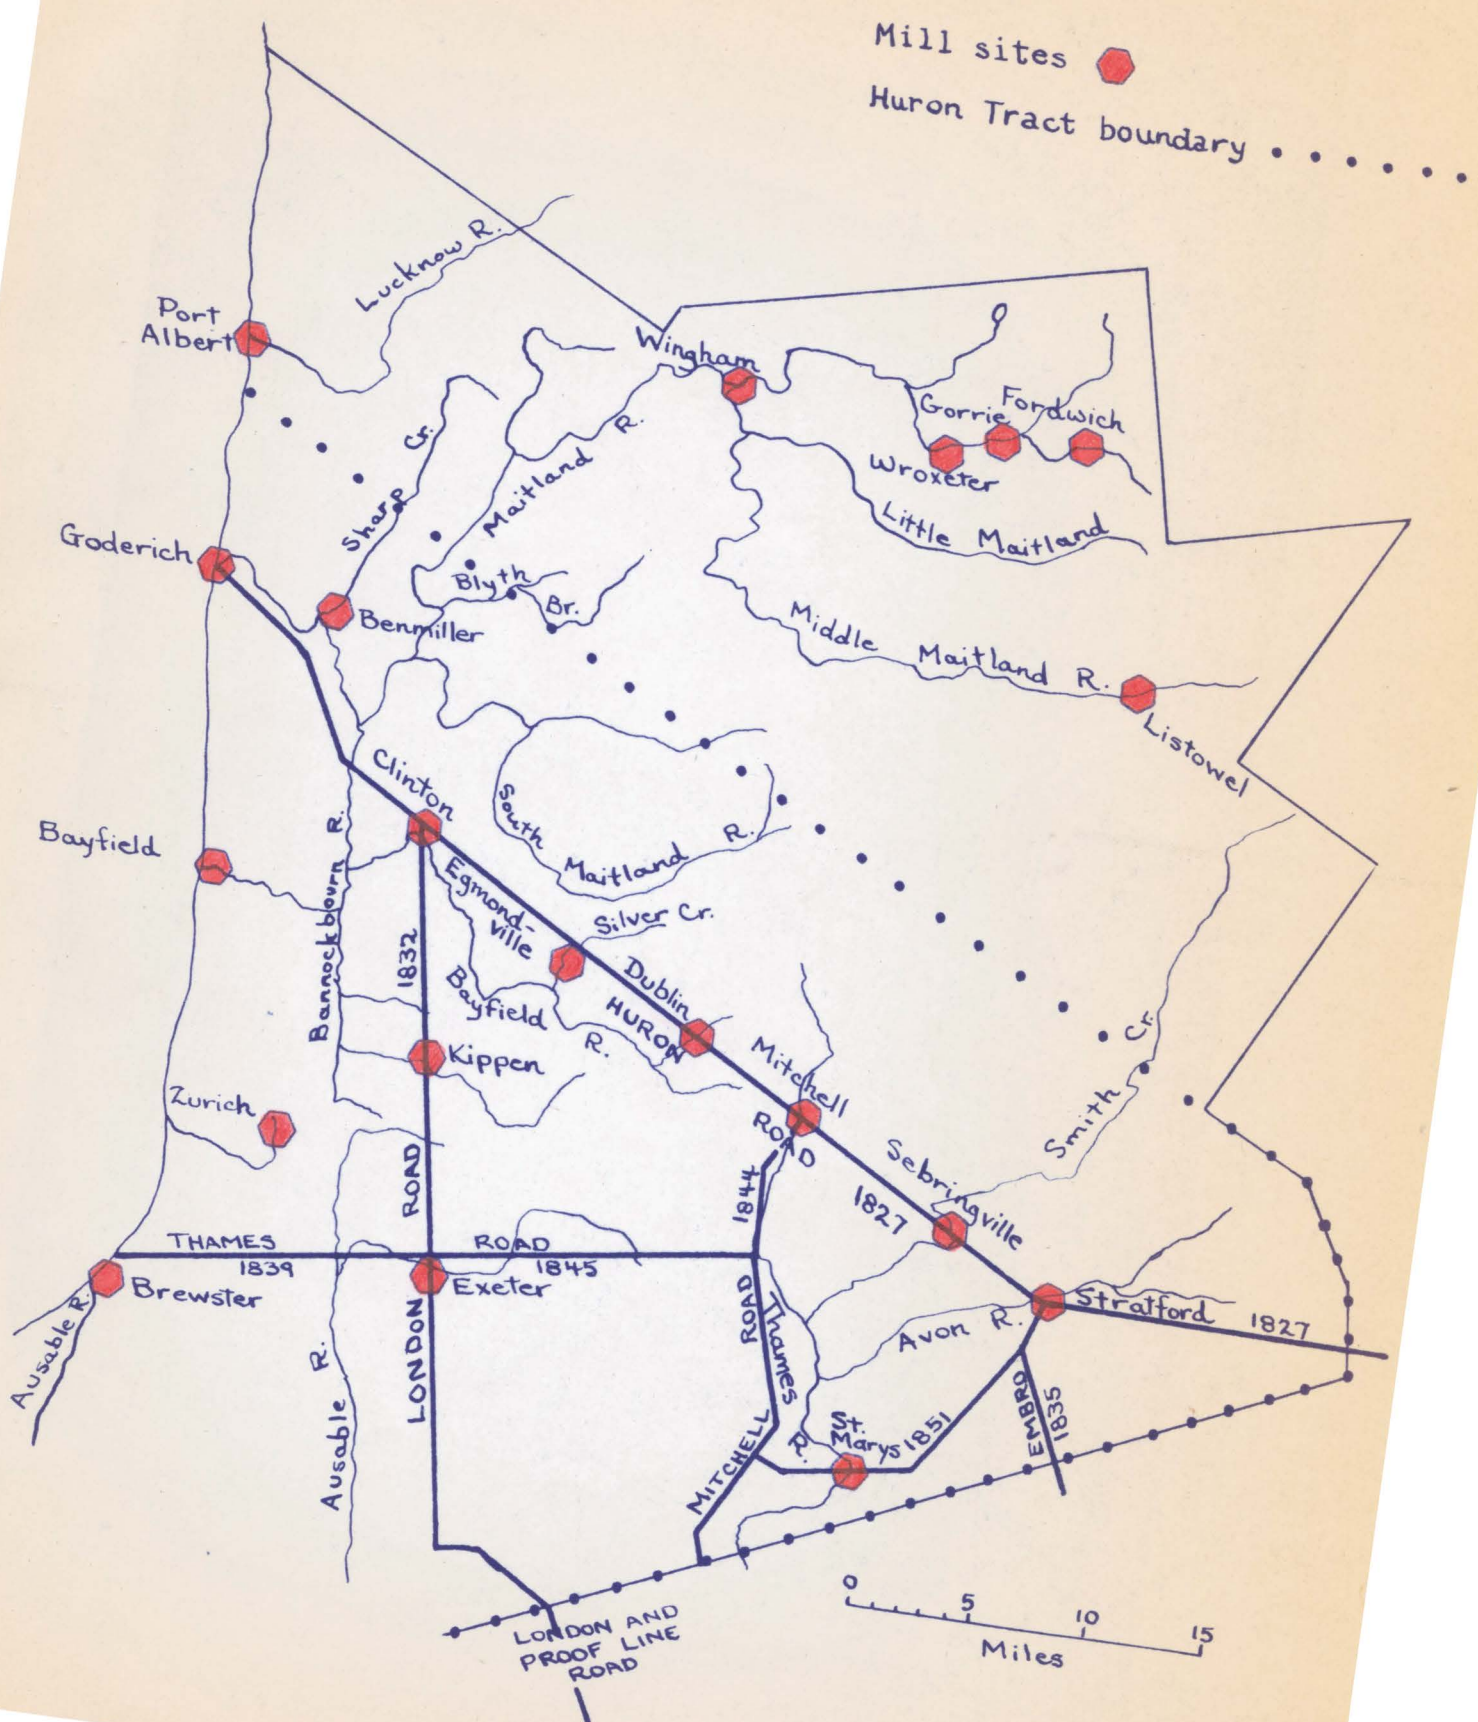 Mill sites
Huron Tract boundary
Lucknow R.
Port
Albert
Wingham
Gorrie
Fordwich
Wroxeter
Sharp Cr.
Maitland R.
Little Maitland
Goderich
Blyth Br.
Benmiller
Middle Maitland R.
Listowel
Clinton
South Maitland R.
Bayfield
Bannockbourn R.
Egmond-
ville
Silver Cr.
1832
Bayfield R.
Dublin
HURON ROAD
Mitchell
Kippen
Zurich
Smith Cr.
Sebringville
1827
1844
LONDON ROAD
THAMES ROAD
1839
1845
Brewster
Exeter
Ausable R.
Stratford
1827
Avon R.
MITCHELL ROAD
Thames R.
Ausable R.
St.
Marys
1851
EMBRO
1835
0 5 10 15
Miles
LONDON AND
PROOF LINE
ROAD